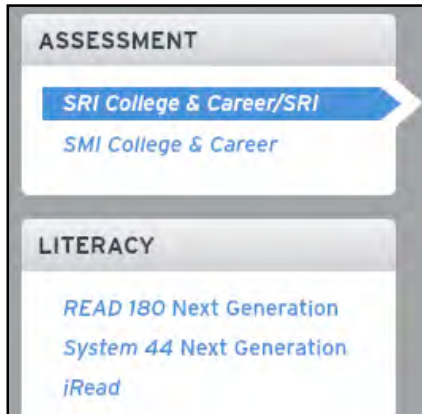 ASSESSMENT
SRI College & Career/SRI
SMI College & Career
LITERACY
READ 180 Next Generation
System 44 Next Generation
iRead